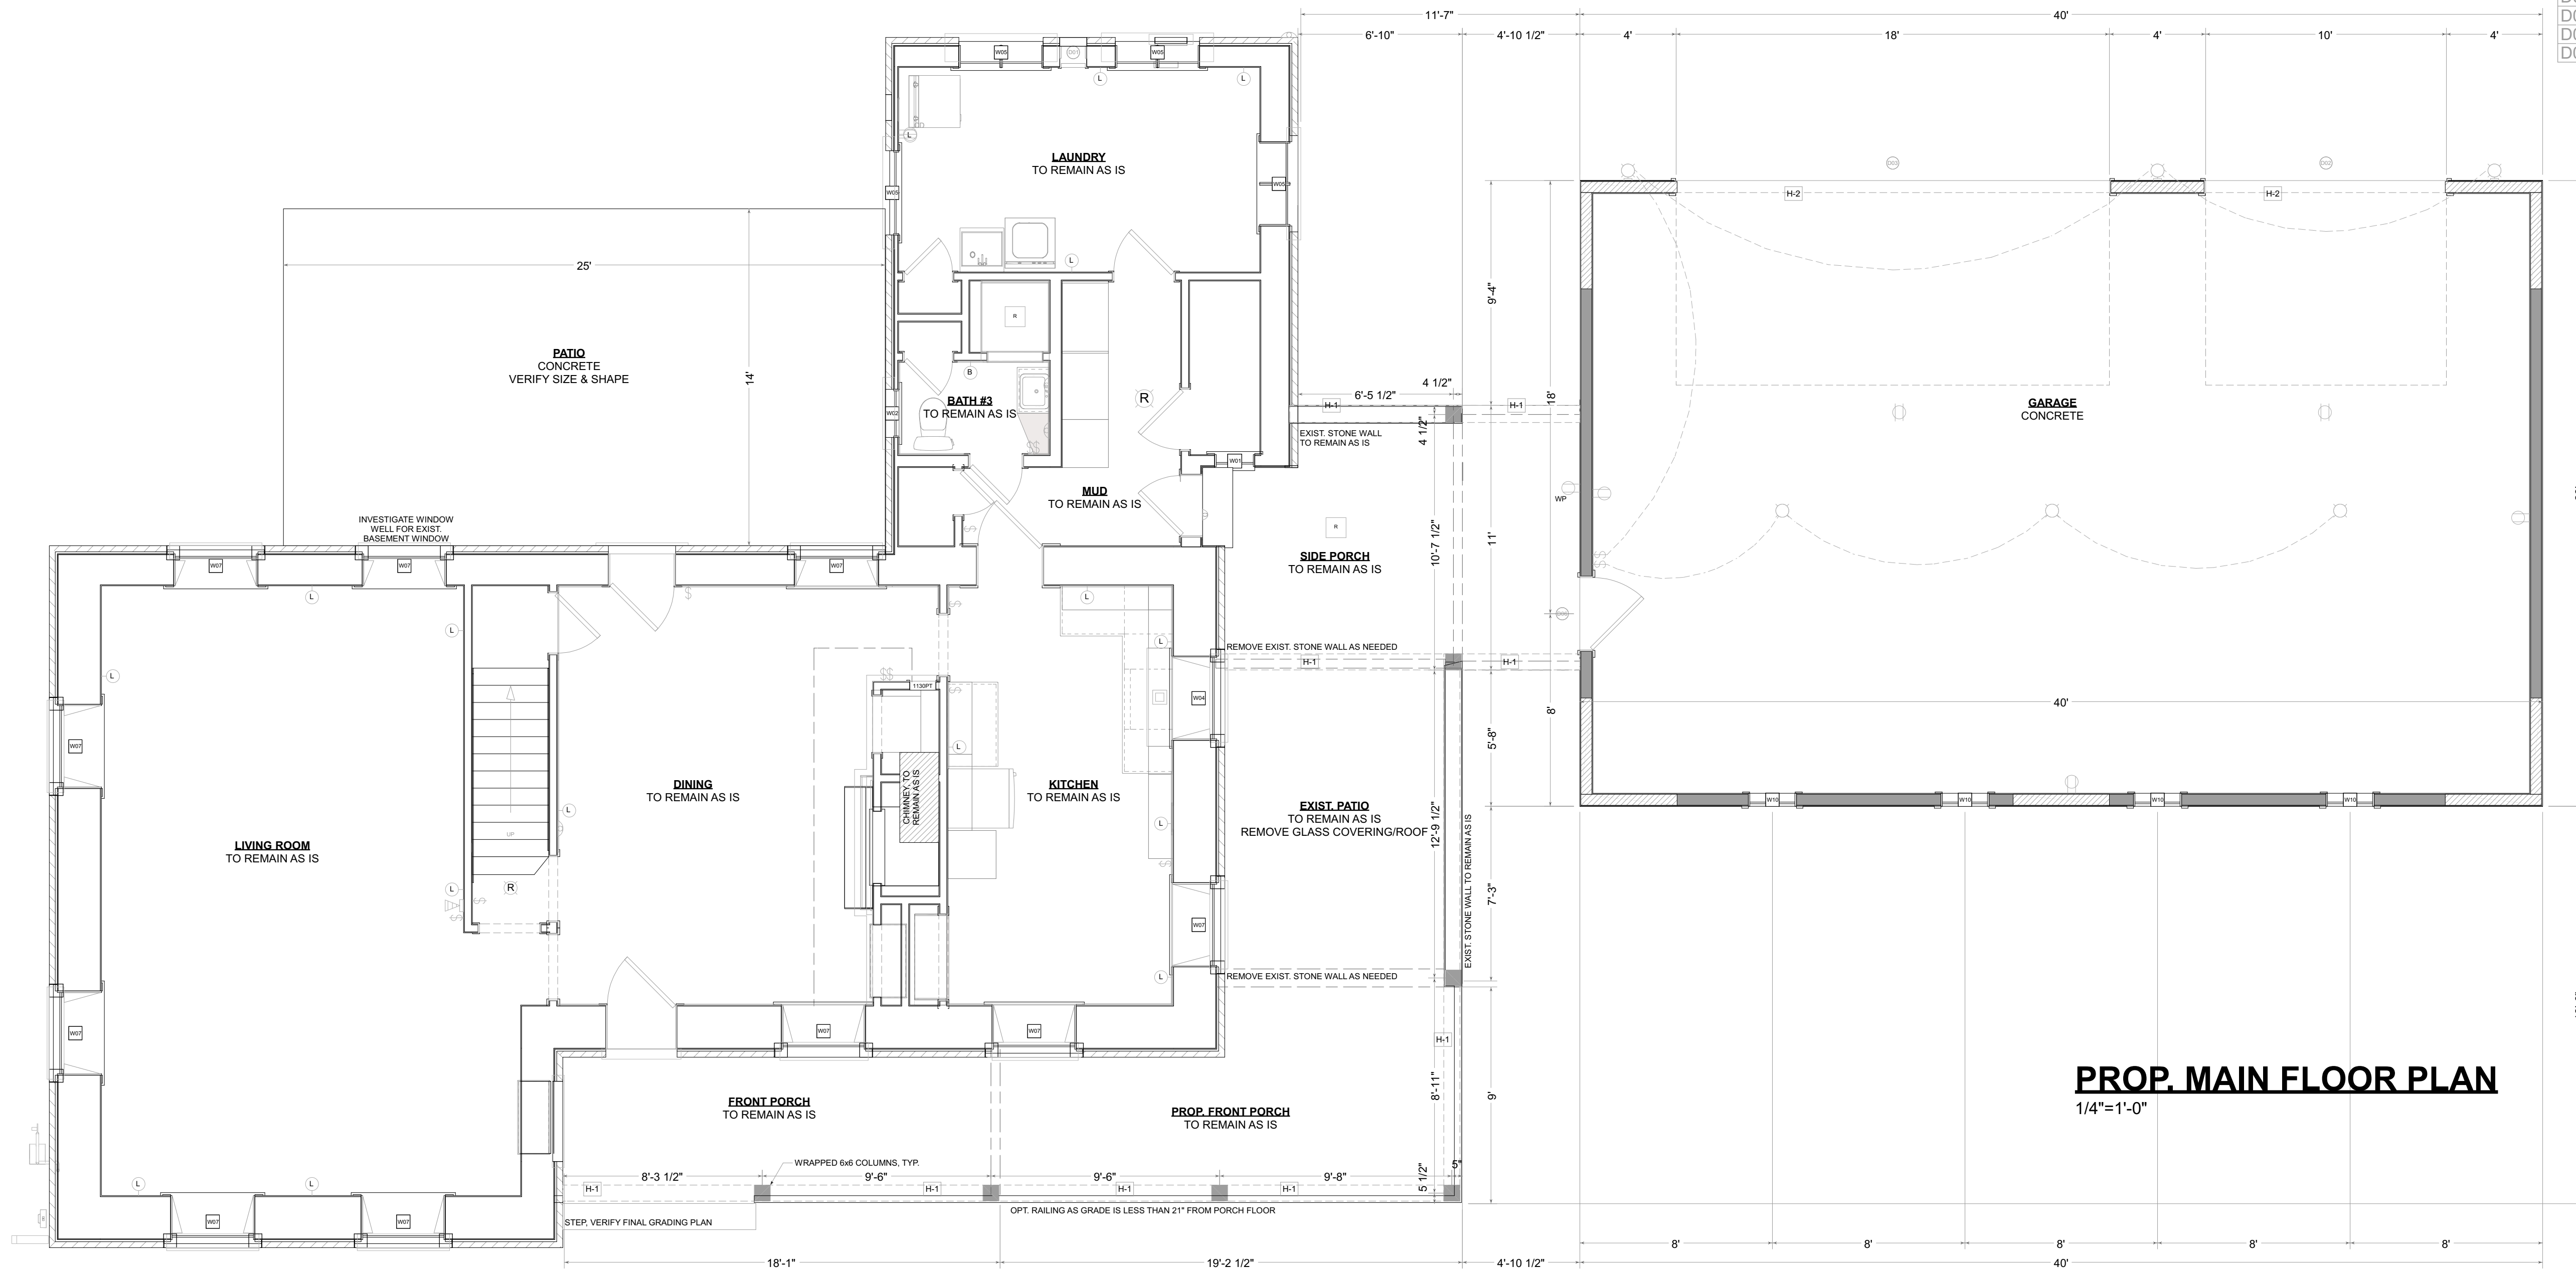 11'-7"
40'
6'-10"
4'-10 1/2"
4'
18'
4'
10'
4'
W05
D01
W05
L
L
L
LAUNDRY
TO REMAIN AS IS
W05
W05
D03
D02
H-2
H-2
25'
14'
L
9'-4"
18'
R
PATIO
CONCRETE
VERIFY SIZE & SHAPE
B
4 1/2"
6'-5 1/2"
BATH #3
TO REMAIN AS IS
W02
R
H-1
H-1
GARAGE
CONCRETE
EXIST. STONE WALL
TO REMAIN AS IS
4 1/2"
W01
MUD
TO REMAIN AS IS
WP
INVESTIGATE WINDOW
WELL FOR EXIST.
BASEMENT WINDOW
R
10'-7 1/2"
11'
SIDE PORCH
TO REMAIN AS IS
W07
W07
W07
L
L
L
L
REMOVE EXIST. STONE WALL AS NEEDED
H-1
H-1
L
1130PT
W04
40'
8'
5'-8"
W07
L
DINING
TO REMAIN AS IS
CHIMNEY, TO
REMAIN AS IS
KITCHEN
TO REMAIN AS IS
W10
W10
W10
W10
EXIST. PATIO
TO REMAIN AS IS
REMOVE GLASS COVERING/ROOF
12'-9 1/2"
L
L
UP
LIVING ROOM
TO REMAIN AS IS
EXIST. STONE WALL TO REMAIN AS IS
L
R
7'-3"
W07
L
REMOVE EXIST. STONE WALL AS NEEDED
W07
W07
W07
H-1
8'-11"
9'
PROP. MAIN FLOOR PLAN
1/4"=1'-0"
FRONT PORCH
TO REMAIN AS IS
PROP. FRONT PORCH
TO REMAIN AS IS
WRAPPED 6x6 COLUMNS, TYP.
5"
8'-3 1/2"
9'-6"
9'-6"
9'-8"
5 1/2"
L
L
H-1
H-1
H-1
H-1
OPT. RAILING AS GRADE IS LESS THAN 21" FROM PORCH FLOOR
W07
W07
STEP, VERIFY FINAL GRADING PLAN
8'
8'
8'
8'
8'
18'-1"
19'-2 1/2"
4'-10 1/2"
40'